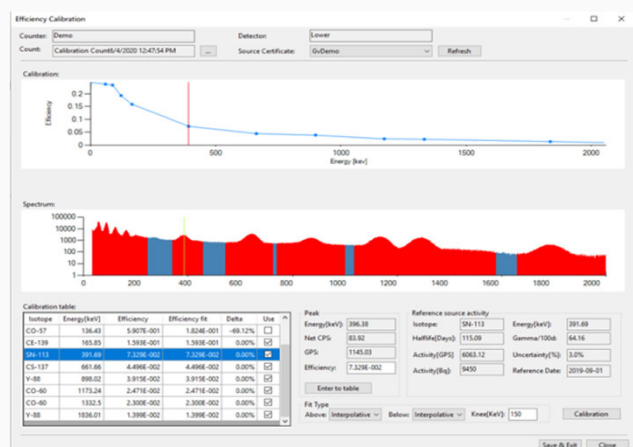 Efficiency Calibration
Counter: Demo Detector: Lower
Count: Calibration Count6/4/2020 12:47:54 PM ... Source Certificate: GvDemo Refresh
Calibration:
Efficiency
0.2
0.15
0.1
0.05
0
0 500 1000 1500 2000
Energy [kev]
Spectrum:
100000
10000
1000
100
10
1
0 200 400 600 800 1000 1200 1400 1600 1800 2000
Calibration table:
Isotope Energy[keV] Efficiency Efficiency fit Delta Use
CO-57 136.43 5.907E-001 1.824E-001 -69.12%
CE-139 165.85 1.593E-001 1.593E-001 0.00%
SN-113 391.69 7.329E-002 7.329E-002 0.00%
CS-137 661.66 4.496E-002 4.496E-002 0.00%
Y-88 898.02 3.915E-002 3.915E-002 0.00%
CO-60 1173.24 2.471E-002 2.471E-002 0.00%
CO-60 1332.5 2.300E-002 2.300E-002 0.00%
Y-88 1836.01 1.399E-002 1.399E-002 0.00%
Peak
Energy[keV]: 396.38
Net CPS: 83.92
GPS: 1145.03
Efficiency: 7.329E-002
Enter to table
Reference source activity
Isotope: SN-113 Energy[keV]: 391.69
Halflife[Days]: 115.09 Gamma/100d: 64.16
Activity[GPS]: 6063.12 Uncertainty[%]: 3.0%
Activity[Bq]: 9450 Reference Date: 2019-09-01
Fit Type
Above: Interpolative Below: Interpolative Knee[KeV]: 150 Calibration
Save & Exit Close